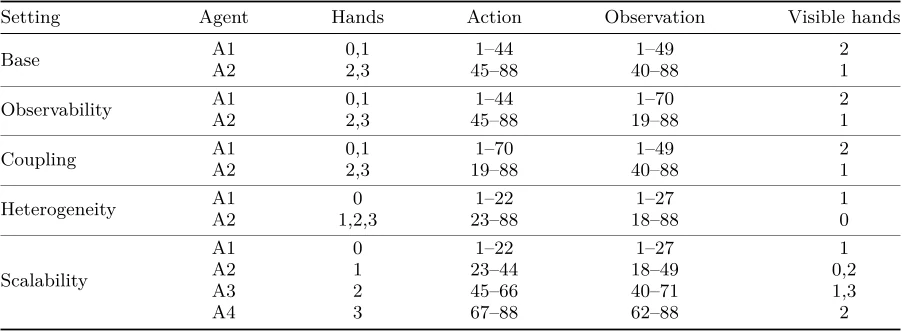 Setting Agent Hands Action Observation Visible hands
Base
A1 0,1 1–44 1–49 2
A2 2,3 45–88 40–88 1
Observability
A1 0,1 1–44 1–70 2
A2 2,3 45–88 19–88 1
Coupling
A1 0,1 1–70 1–49 2
A2 2,3 19–88 40–88 1
Heterogeneity
A1 0 1–22 1–27 1
A2 1,2,3 23–88 18–88 0
Scalability
A1 0 1–22 1–27 1
A2 1 23–44 18–49 0,2
A3 2 45–66 40–71 1,3
A4 3 67–88 62–88 2